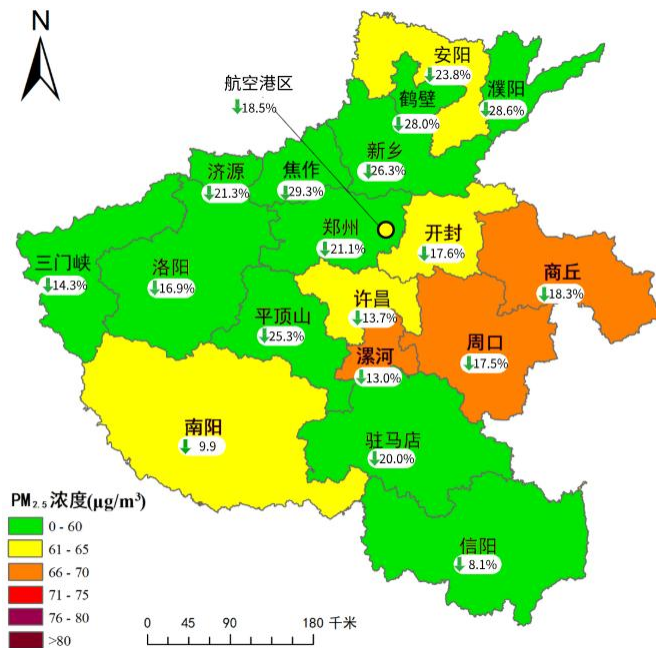 N
安阳
23.8%
濮阳
28.6%
航空港区
18.5%
鹤壁
28.0%
新乡
26.3%
济源
21.3%
焦作
29.3%
郑州
21.1%
开封
17.6%
三门峡
14.3%
洛阳
16.9%
商丘
18.3%
许昌
13.7%
平顶山
25.3%
漯河
13.0%
周口
17.5%
南阳
9.9
驻马店
20.0%
信阳
8.1%
PM2.5浓度(μg/m³)
0 - 60
61 - 65
66 - 70
71 - 75
76 - 80
>80
0 45 90 180 千米